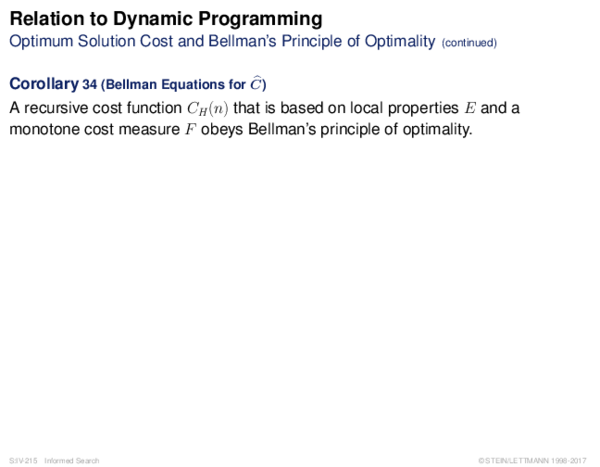 Relation to Dynamic Programming
Optimum Solution Cost and Bellman's Principle of Optimality (continued)
Corollary 34 (Bellman Equations for Ĉ)
A recursive cost function C_H(n) that is based on local properties E and a
monotone cost measure F obeys Bellman's principle of optimality.
S:IV-215 Informed Search
©STEIN/LETTMANN 1998-2017